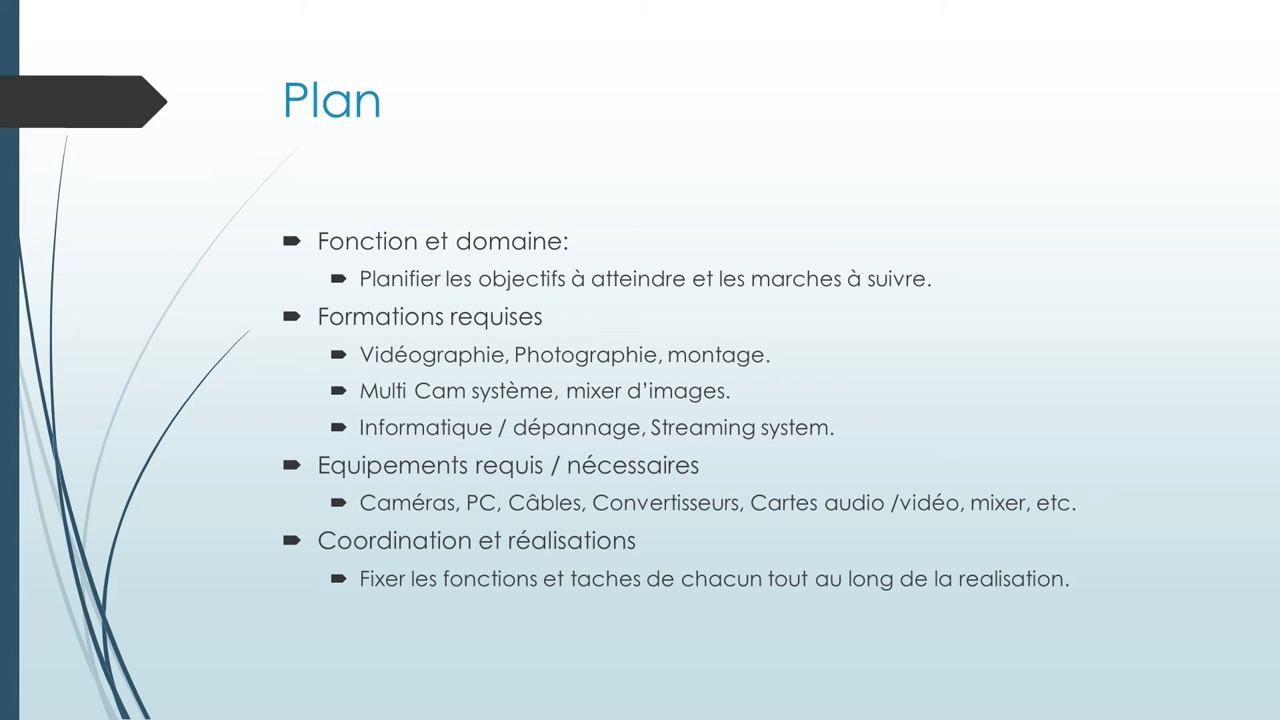 Plan
Fonction et domaine:
Planifier les objectifs à atteindre et les marches à suivre.
Formations requises
Vidéographie, Photographie, montage.
Multi Cam système, mixer d’images.
Informatique / dépannage, Streaming system.
Equipements requis / nécessaires
Caméras, PC, Câbles, Convertisseurs, Cartes audio /vidéo, mixer, etc.
Coordination et réalisations
Fixer les fonctions et taches de chacun tout au long de la realisation.